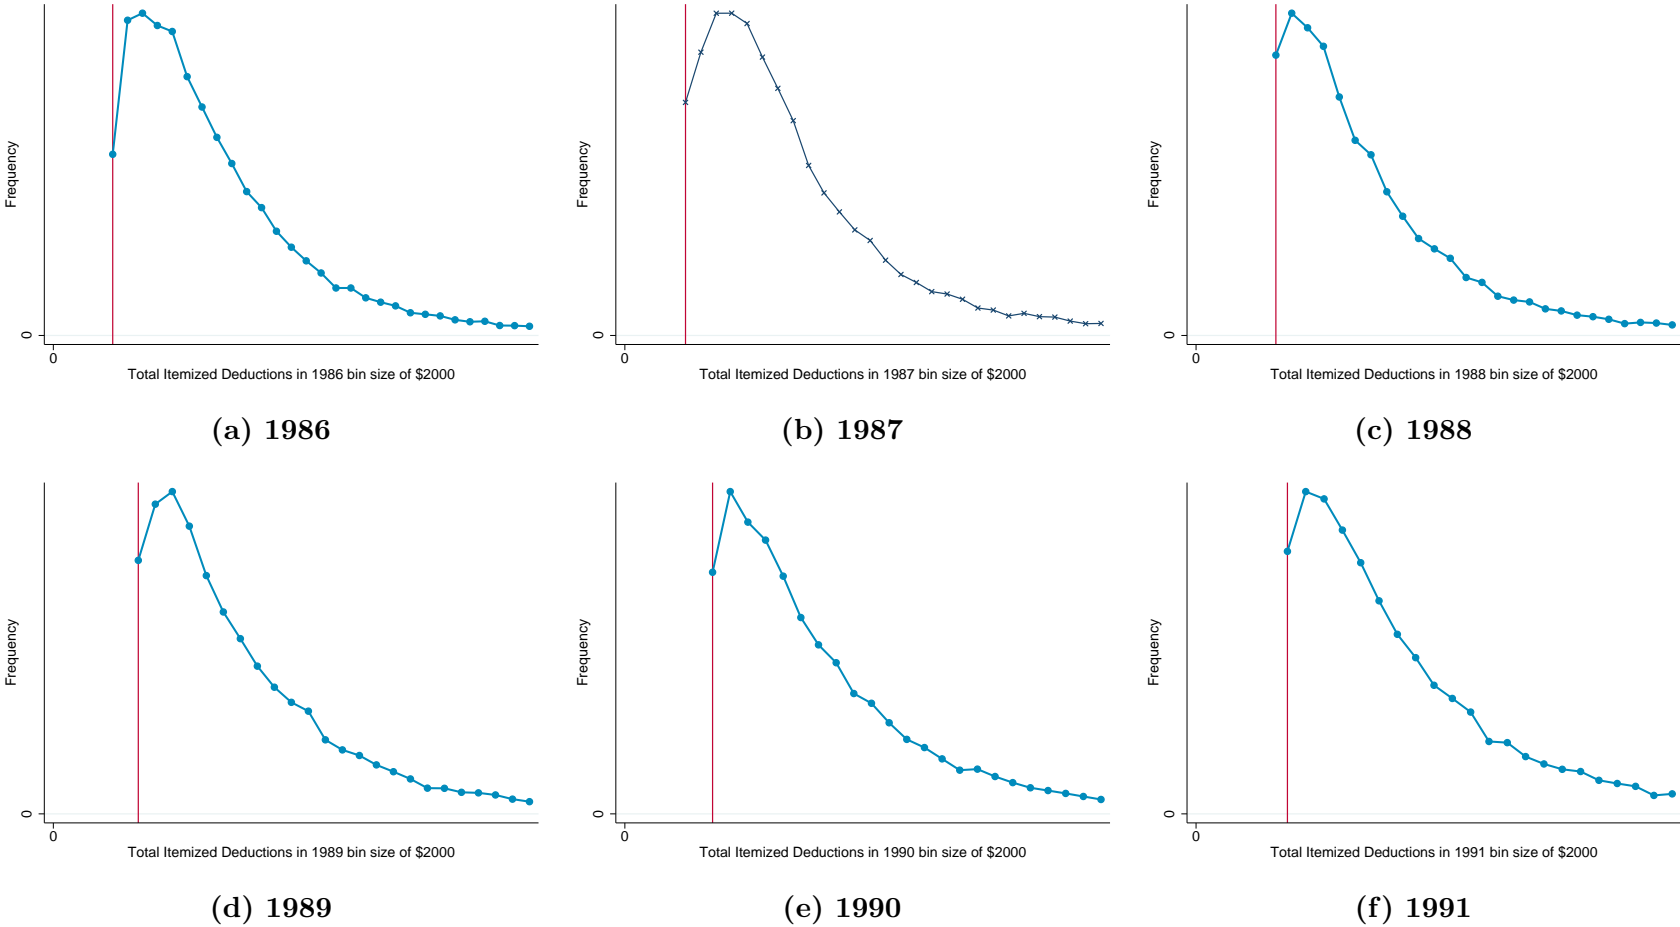 Frequency
0
0
Total Itemized Deductions in 1986 bin size of $2000
(a) 1986
Frequency
0
0
Total Itemized Deductions in 1987 bin size of $2000
(b) 1987
Frequency
0
0
Total Itemized Deductions in 1988 bin size of $2000
(c) 1988
Frequency
0
0
Total Itemized Deductions in 1989 bin size of $2000
(d) 1989
Frequency
0
0
Total Itemized Deductions in 1990 bin size of $2000
(e) 1990
Frequency
0
0
Total Itemized Deductions in 1991 bin size of $2000
(f) 1991